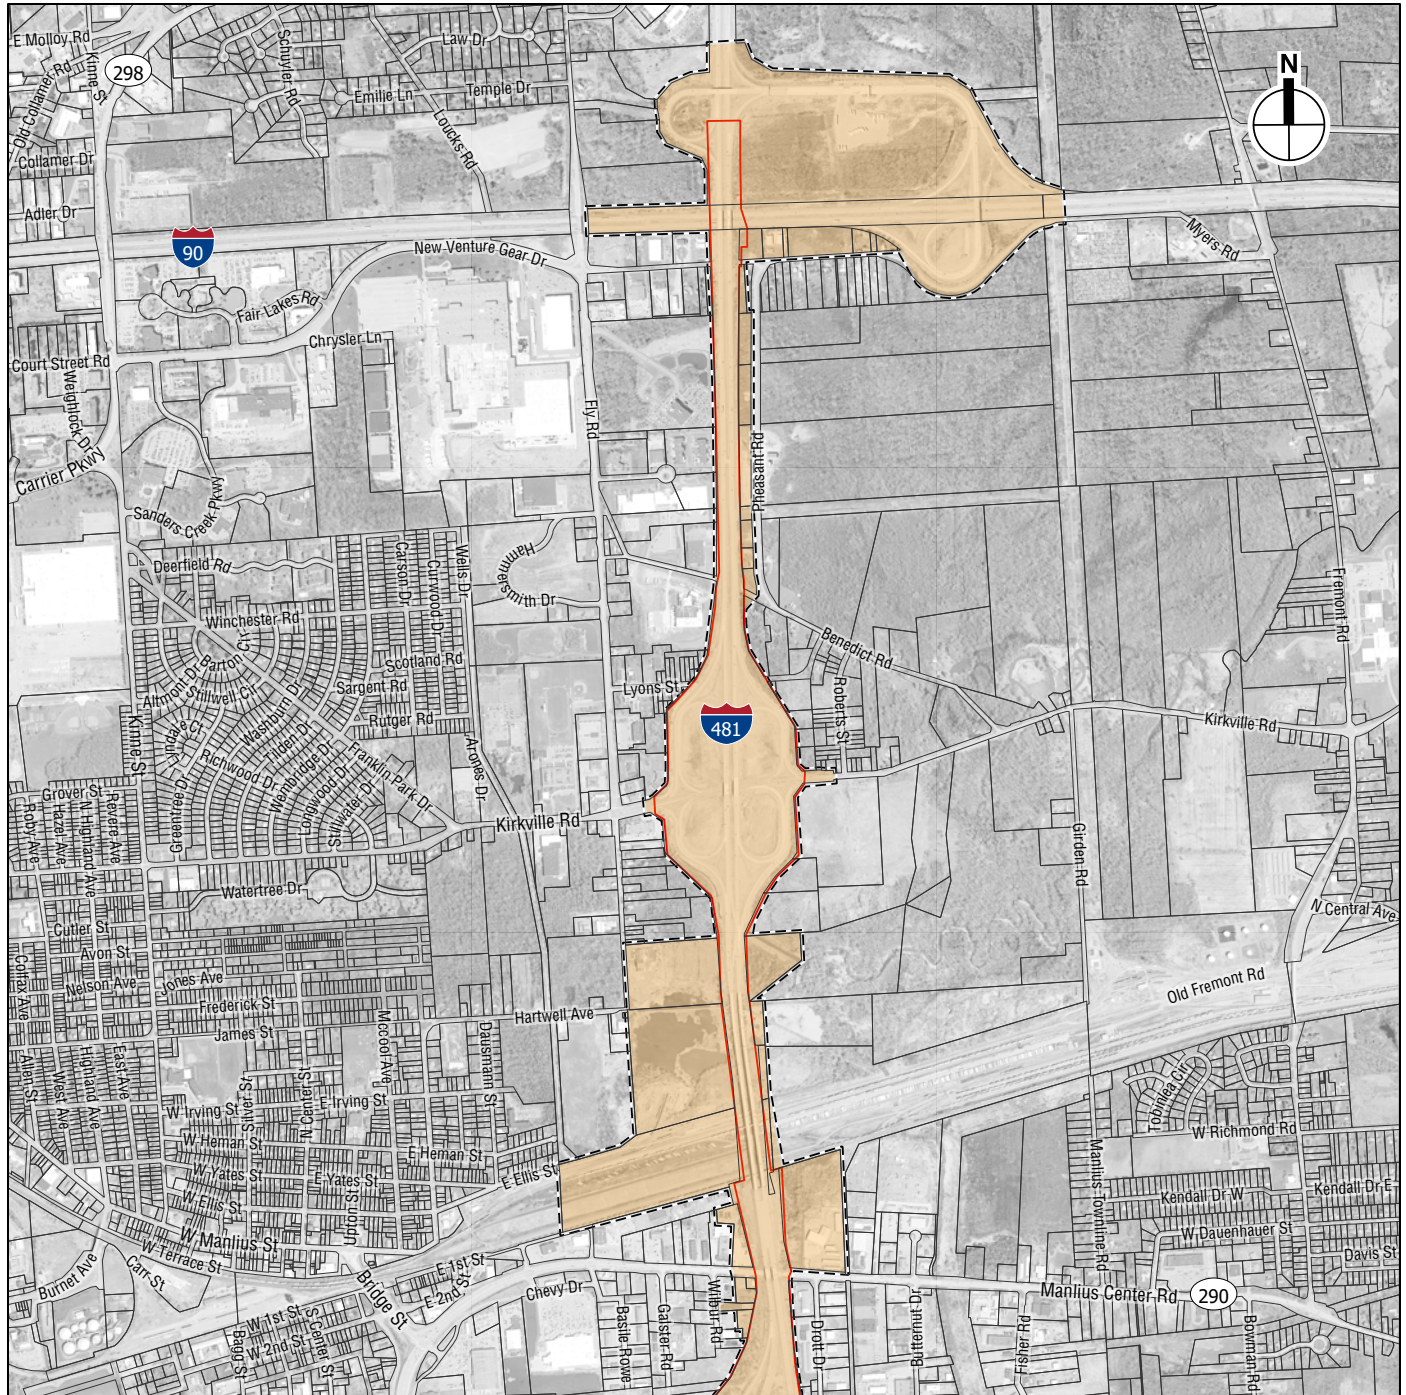 E Molloy Rd
Kinne St
298
Old Collamer Rd
Schuyler Rd
Law Dr
Emilie Ln
Temple Dr
Loucks Rd
Collamer Dr
Adler Dr
N
90
New Venture Gear Dr
Myers Rd
Fair Lakes Rd
Chrysler Ln
Court Street Rd
Weighlock Dr
Carrier Pkwy
Fly Rd
Pheasant Rd
Sanders Creek Pkwy
Deerfield Rd
Carson Dr
Curwood Dr
Wells Dr
Hammersmith Dr
Fremont Rd
Winchester Rd
Barton Ct
Scotland Rd
Benedict Rd
Altmont Dr
Stillwell Cir
Sargent Rd
Lyons St
Roberts St
Kinne St
Lyndale Ct
Washburn Dr
Rutger Rd
481
Kirkville Rd
Tilden Dr
Richwood Dr
Wembridge Dr
Franklin Park Dr
Arones Dr
Longwood Dr
Stillwater Dr
Greentree Dr
Grover St
Roby Ave
Hazel Ave
N Highland Ave
Revere Ave
Kirkville Rd
Girden Rd
Watertree Dr
N Central Ave
Cutler St
Avon St
Colfax Ave
Nelson Ave
Jones Ave
Old Fremont Rd
Frederick St
Hartwell Ave
James St
Mccool Ave
Dausmann St
Allen St
West Ave
Highland Ave
East Ave
Silver St
N Center St
W Irving St
E Irving St
Tobinlea Cir
W Richmond Rd
W Heman St
E Heman St
W Yates St
E Yates St
E Ellis St
W Ellis St
Upton St
Manlius Townline Rd
Kendall Dr W
Kendall Dr E
W Dauenhauer St
W Manlius St
W Terrace St
Davis St
Burnet Ave
Carr St
Bridge St
E 1st St
E 2nd St
Chevy Dr
Wilbur Rd
Manlius Center Rd
290
W 1st St
W 2nd St
S Center St
Bagg St
Basile Rowe
Galster Rd
Drott Dr
Butternut Dr
Fisher Rd
Bowman Rd